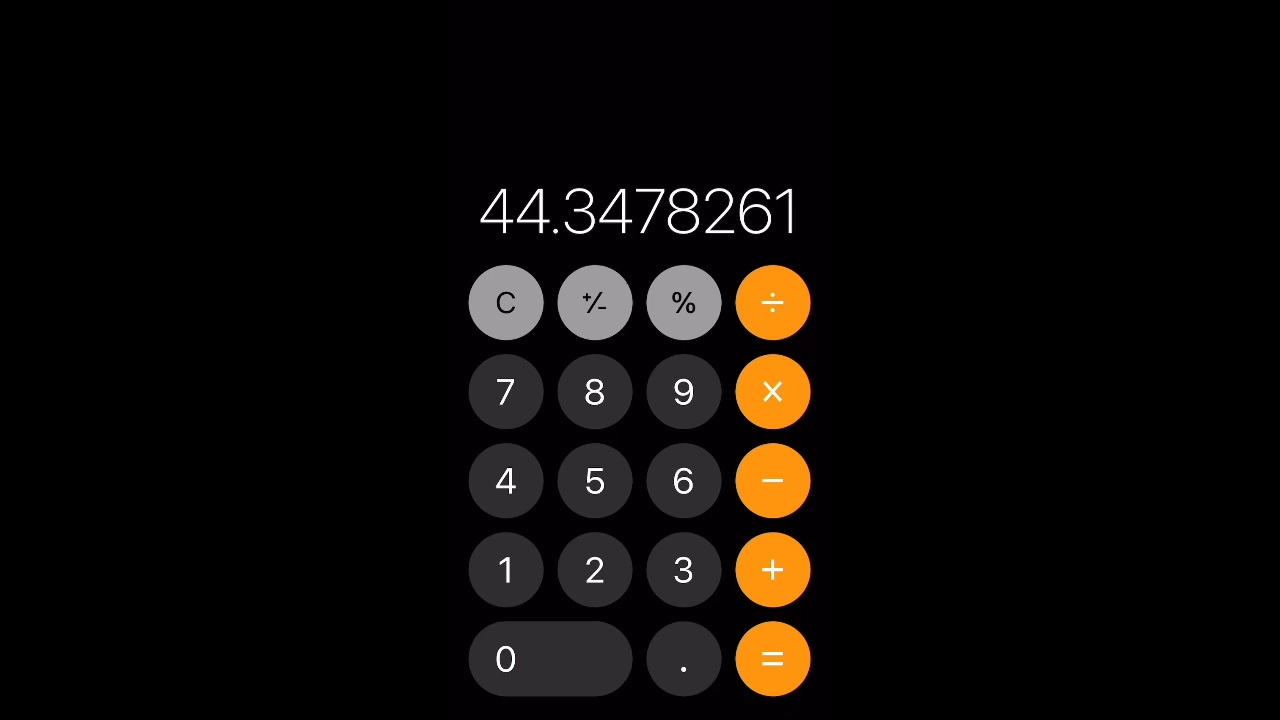 44.3478261
C ⁺∕₋ % ÷
7 8 9 ×
4 5 6 −
1 2 3 +
0 . =